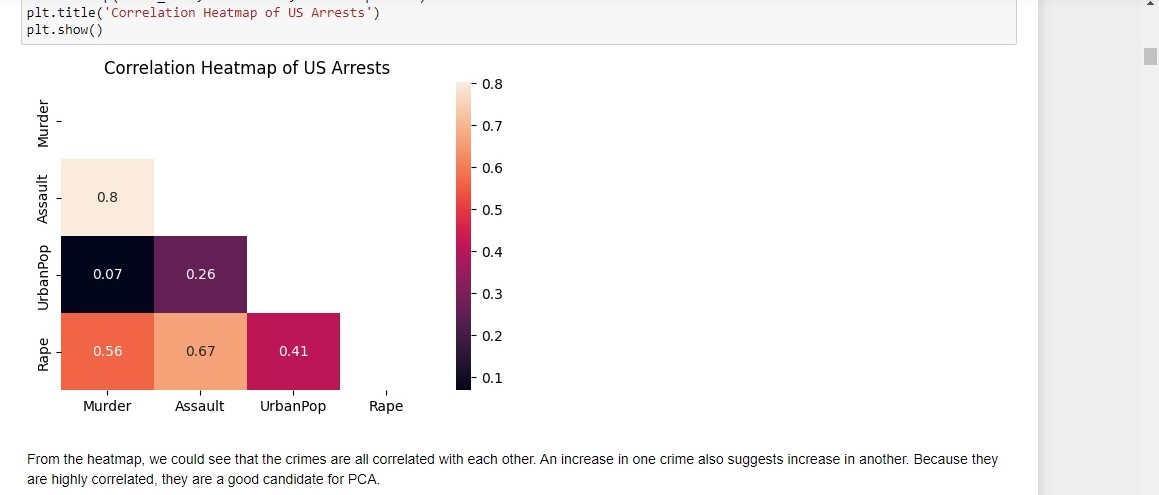 plt.title('Correlation Heatmap of US Arrests')
plt.show()
Correlation Heatmap of US Arrests
Murder
Assault
UrbanPop
Rape
0.8
0.07 0.26
0.56 0.67 0.41
Murder Assault UrbanPop Rape
0.8
0.7
0.6
0.5
0.4
0.3
0.2
0.1
From the heatmap, we could see that the crimes are all correlated with each other. An increase in one crime also suggests increase in another. Because they
are highly correlated, they are a good candidate for PCA.